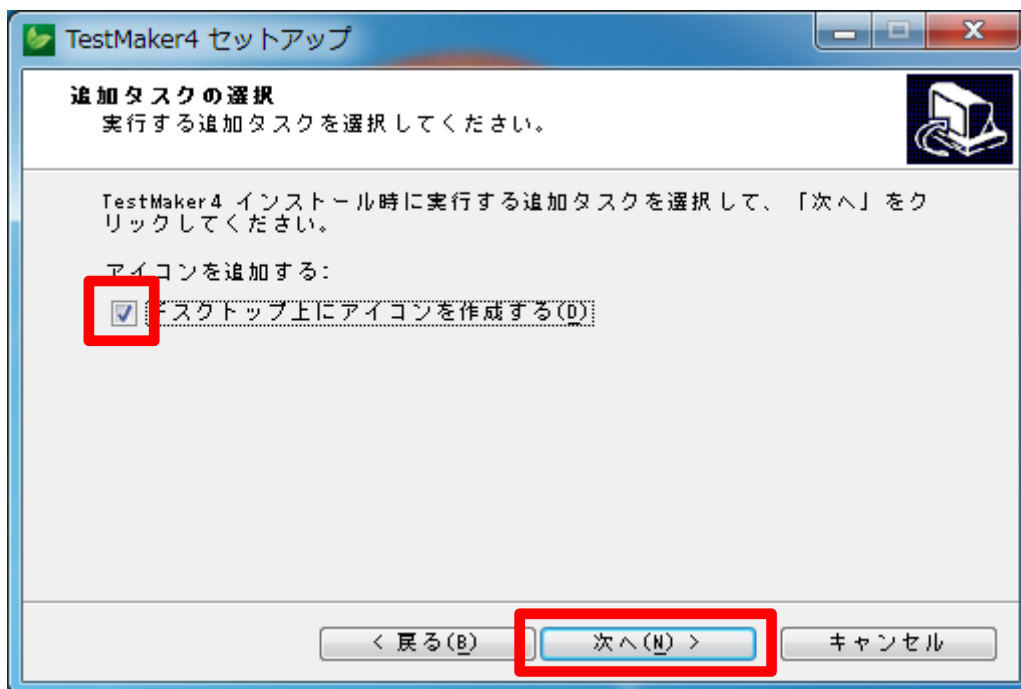 TestMaker4 セットアップ
追加タスクの選択
実行する追加タスクを選択してください。
TestMaker4 インストール時に実行する追加タスクを選択して、「次へ」をク
リックしてください。
アイコンを追加する:
デスクトップ上にアイコンを作成する(D)
< 戻る(B) 次へ(N) > キャンセル